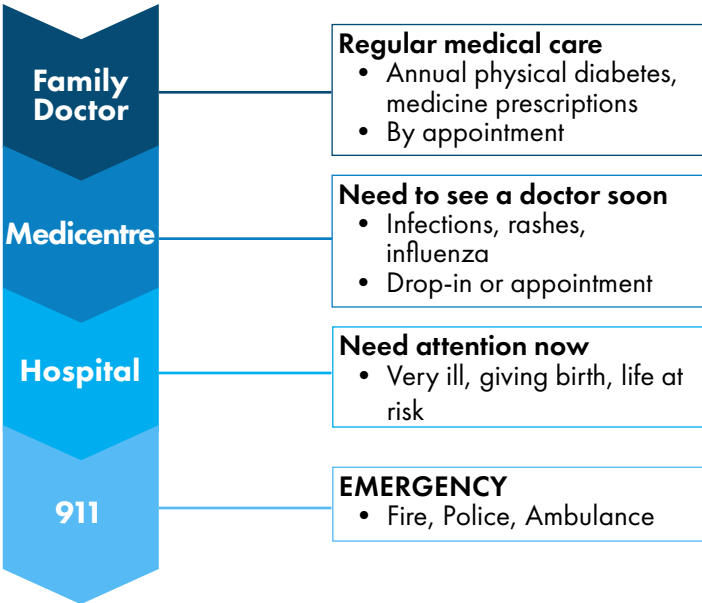 Family
Doctor
Regular medical care
• Annual physical diabetes,
medicine prescriptions
• By appointment
Medicentre
Need to see a doctor soon
• Infections, rashes,
influenza
• Drop-in or appointment
Hospital
Need attention now
• Very ill, giving birth, life at
risk
911
EMERGENCY
• Fire, Police, Ambulance